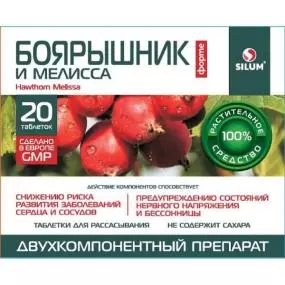 SILUM®
БОЯРЫШНИК
И МЕЛИССА
форте
Hawthorn Melissa
20
таблеток
СДЕЛАНО
В ЕВРОПЕ
GMP
РАСТИТЕЛЬНОЕ
100%
СРЕДСТВО
ДЕЙСТВИЕ КОМПОНЕНТОВ СПОСОБСТВУЕТ
СНИЖЕНИЮ РИСКА
РАЗВИТИЯ ЗАБОЛЕВАНИЙ
СЕРДЦА И СОСУДОВ
ПРЕДУПРЕЖДЕНИЮ СОСТОЯНИЙ
НЕРВНОГО НАПРЯЖЕНИЯ
И БЕССОННИЦЫ
ТАБЛЕТКИ ДЛЯ РАССАСЫВАНИЯ
НЕ СОДЕРЖИТ САХАРА
ДВУХКОМПОНЕНТНЫЙ ПРЕПАРАТ